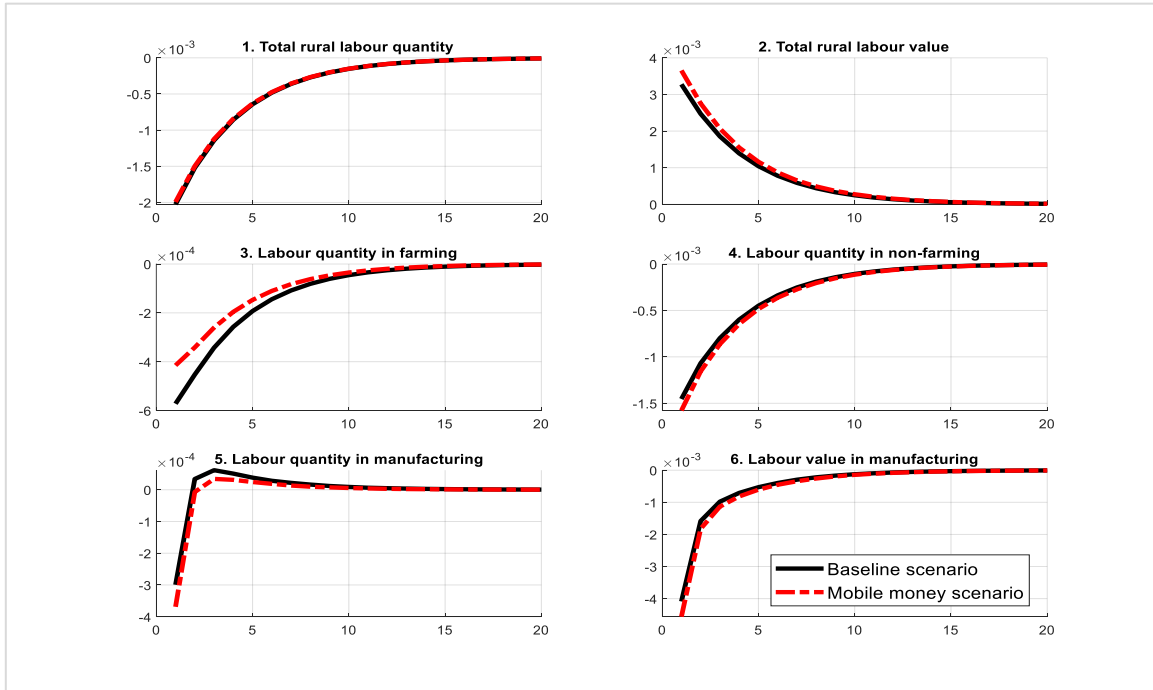 1. Total rural labour quantity
×10⁻³
0
-0.5
-1
-1.5
-2
0 5 10 15 20
2. Total rural labour value
×10⁻³
4
3
2
1
0
0 5 10 15 20
3. Labour quantity in farming
×10⁻⁴
0
-2
-4
-6
0 5 10 15 20
4. Labour quantity in non-farming
×10⁻³
0
-0.5
-1
-1.5
0 5 10 15 20
5. Labour quantity in manufacturing
×10⁻⁴
0
-1
-2
-3
-4
0 5 10 15 20
6. Labour value in manufacturing
×10⁻³
0
-1
-2
-3
-4
0 5 10 15 20
Baseline scenario
Mobile money scenario